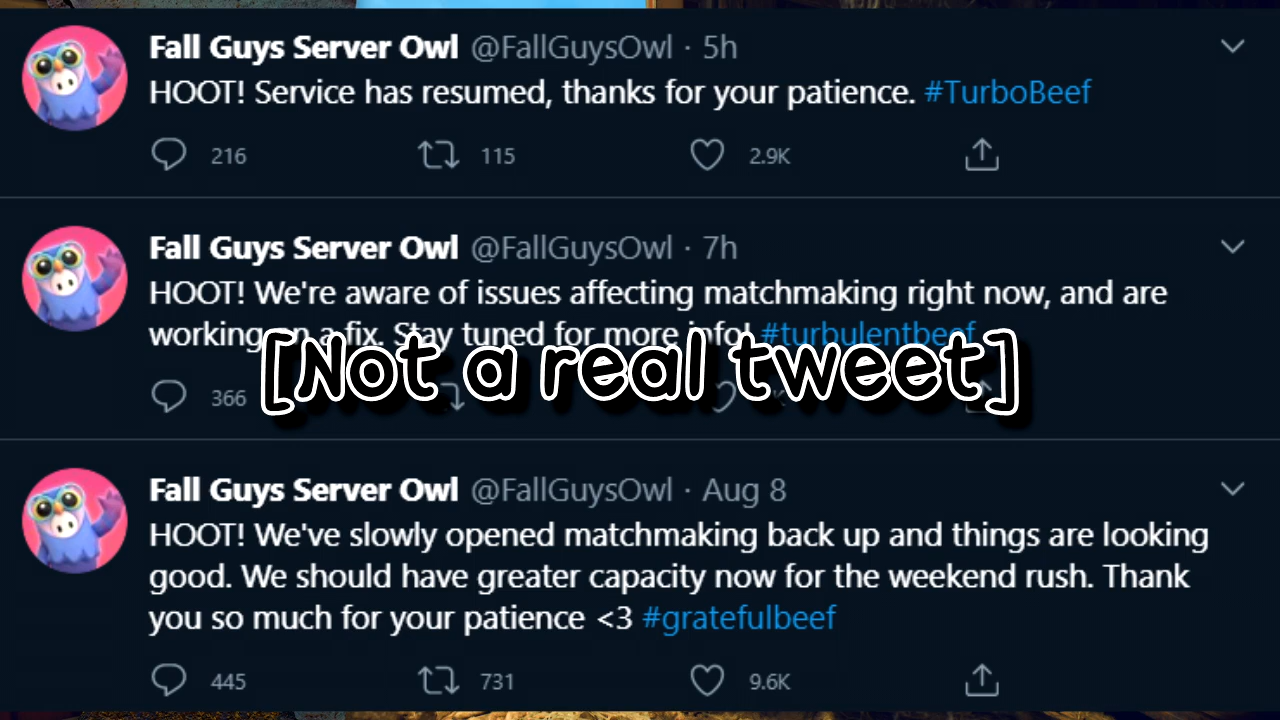 Fall Guys Server Owl @FallGuysOwl · 5h
HOOT! Service has resumed, thanks for your patience. #TurboBeef
216 115 2.9K
Fall Guys Server Owl @FallGuysOwl · 7h
HOOT! We're aware of issues affecting matchmaking right now, and are
working on a fix. Stay tuned for more info! #turbulentbeef
[Not a real tweet]
366
Fall Guys Server Owl @FallGuysOwl · Aug 8
HOOT! We've slowly opened matchmaking back up and things are looking
good. We should have greater capacity now for the weekend rush. Thank
you so much for your patience <3 #gratefulbeef
445 731 9.6K